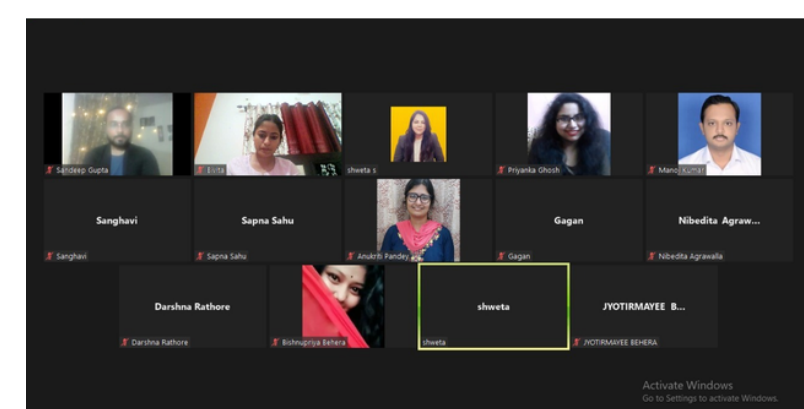 Sandeep Gupta
shweta s
Priyanka Ghosh
Manoj Kumar
Sanghavi
Sapna Sahu
Gagan
Nibedita Agraw...
Sanghavi
Sapna Sahu
Anukriti Pandey
Gagan
Nibedita Agrawalla
Darshna Rathore
shweta
JYOTIRMAYEE B...
Darshna Rathore
Bishnupriya Behera
shweta
JYOTIRMAYEE BEHERA
Activate Windows
Go to Settings to activate Windows.